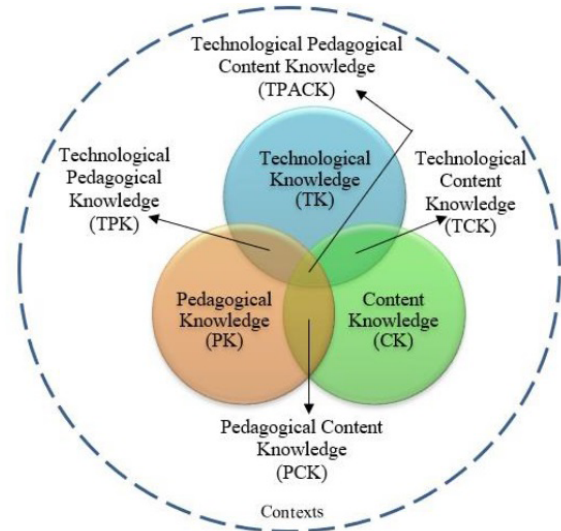 Technological Pedagogical
Content Knowledge
(TPACK)
Technological
Pedagogical
Knowledge
(TPK)
Technological
Knowledge
(TK)
Technological
Content
Knowledge
(TCK)
Pedagogical
Knowledge
(PK)
Content
Knowledge
(CK)
Pedagogical Content
Knowledge
(PCK)
Contexts